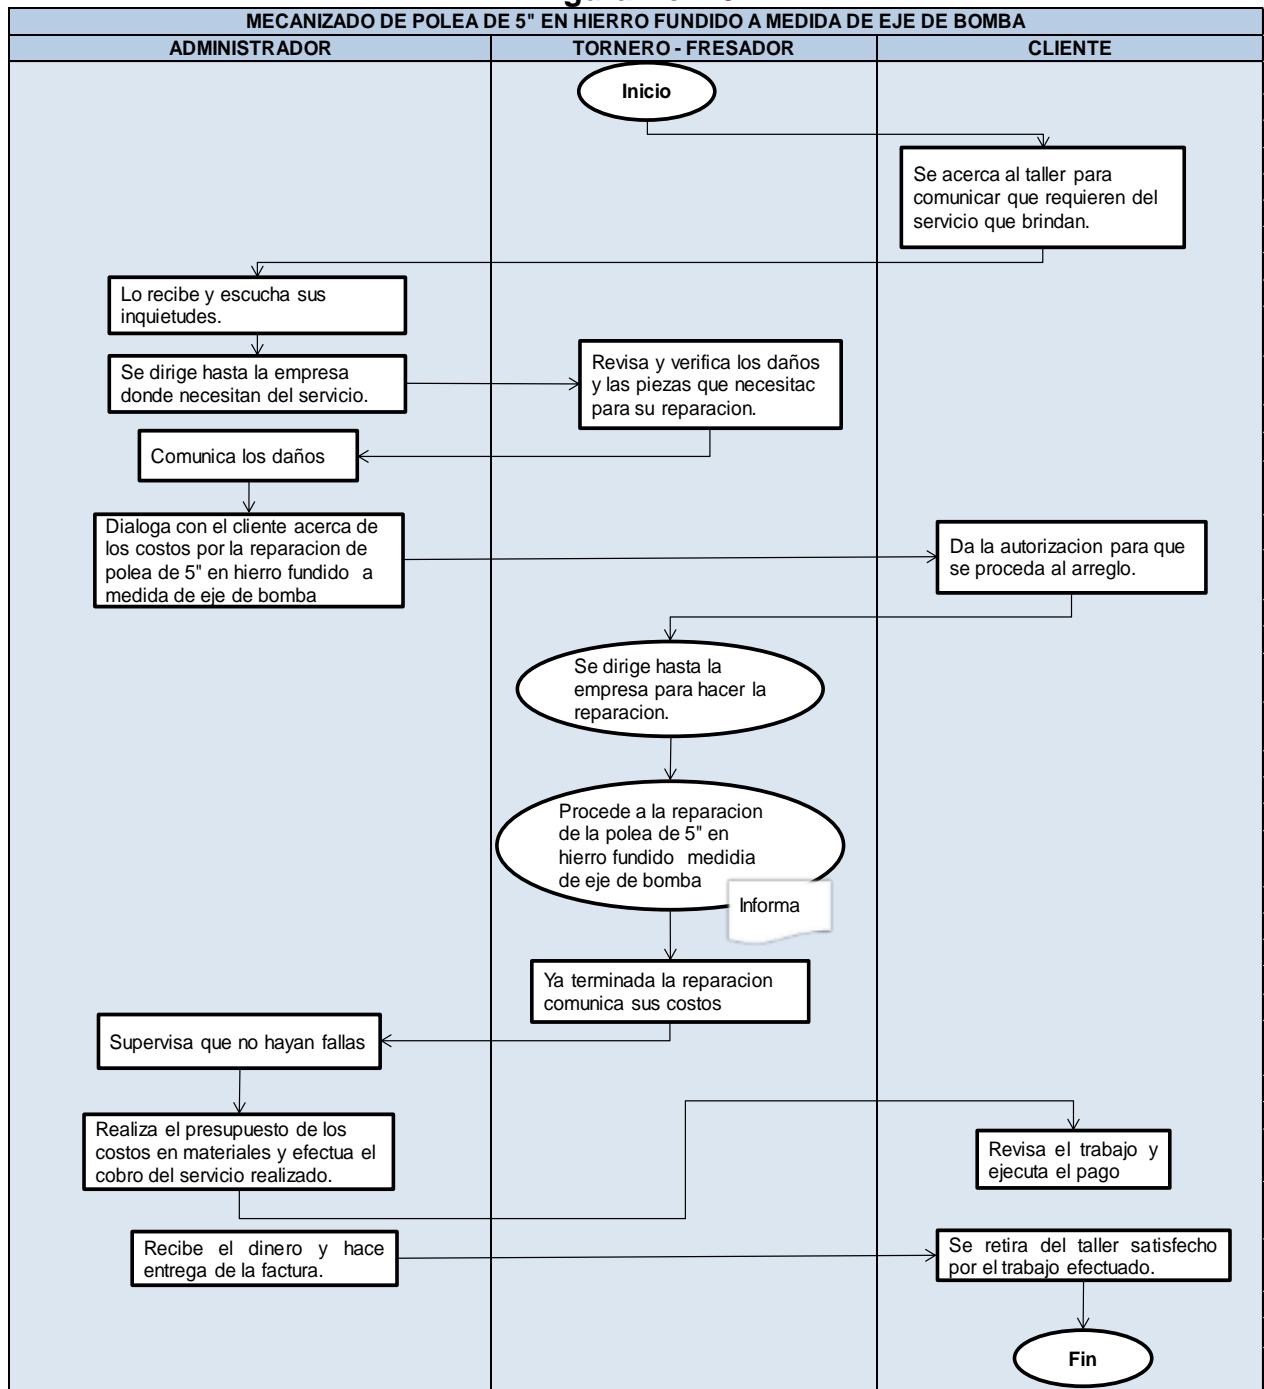 MECANIZADO DE POLEA DE 5" EN HIERRO FUNDIDO A MEDIDA DE EJE DE BOMBA
ADMINISTRADOR
TORNERO - FRESADOR
CLIENTE
Inicio
Se acerca al taller para
comunicar que requieren del
servicio que brindan.
Lo recibe y escucha sus
inquietudes.
Se dirige hasta la empresa
donde necesitan del servicio.
Revisa y verifica los daños
y las piezas que necesitac
para su reparacion.
Comunica los daños
Dialoga con el cliente acerca de
los costos por la reparacion de
polea de 5" en hierro fundido a
medida de eje de bomba
Da la autorizacion para que
se proceda al arreglo.
Se dirige hasta la
empresa para hacer la
reparacion.
Procede a la reparacion
de la polea de 5" en
hierro fundido medidia
de eje de bomba
Informa
Ya terminada la reparacion
comunica sus costos
Supervisa que no hayan fallas
Realiza el presupuesto de los
costos en materiales y efectua el
cobro del servicio realizado.
Revisa el trabajo y
ejecuta el pago
Recibe el dinero y hace
entrega de la factura.
Se retira del taller satisfecho
por el trabajo efectuado.
Fin